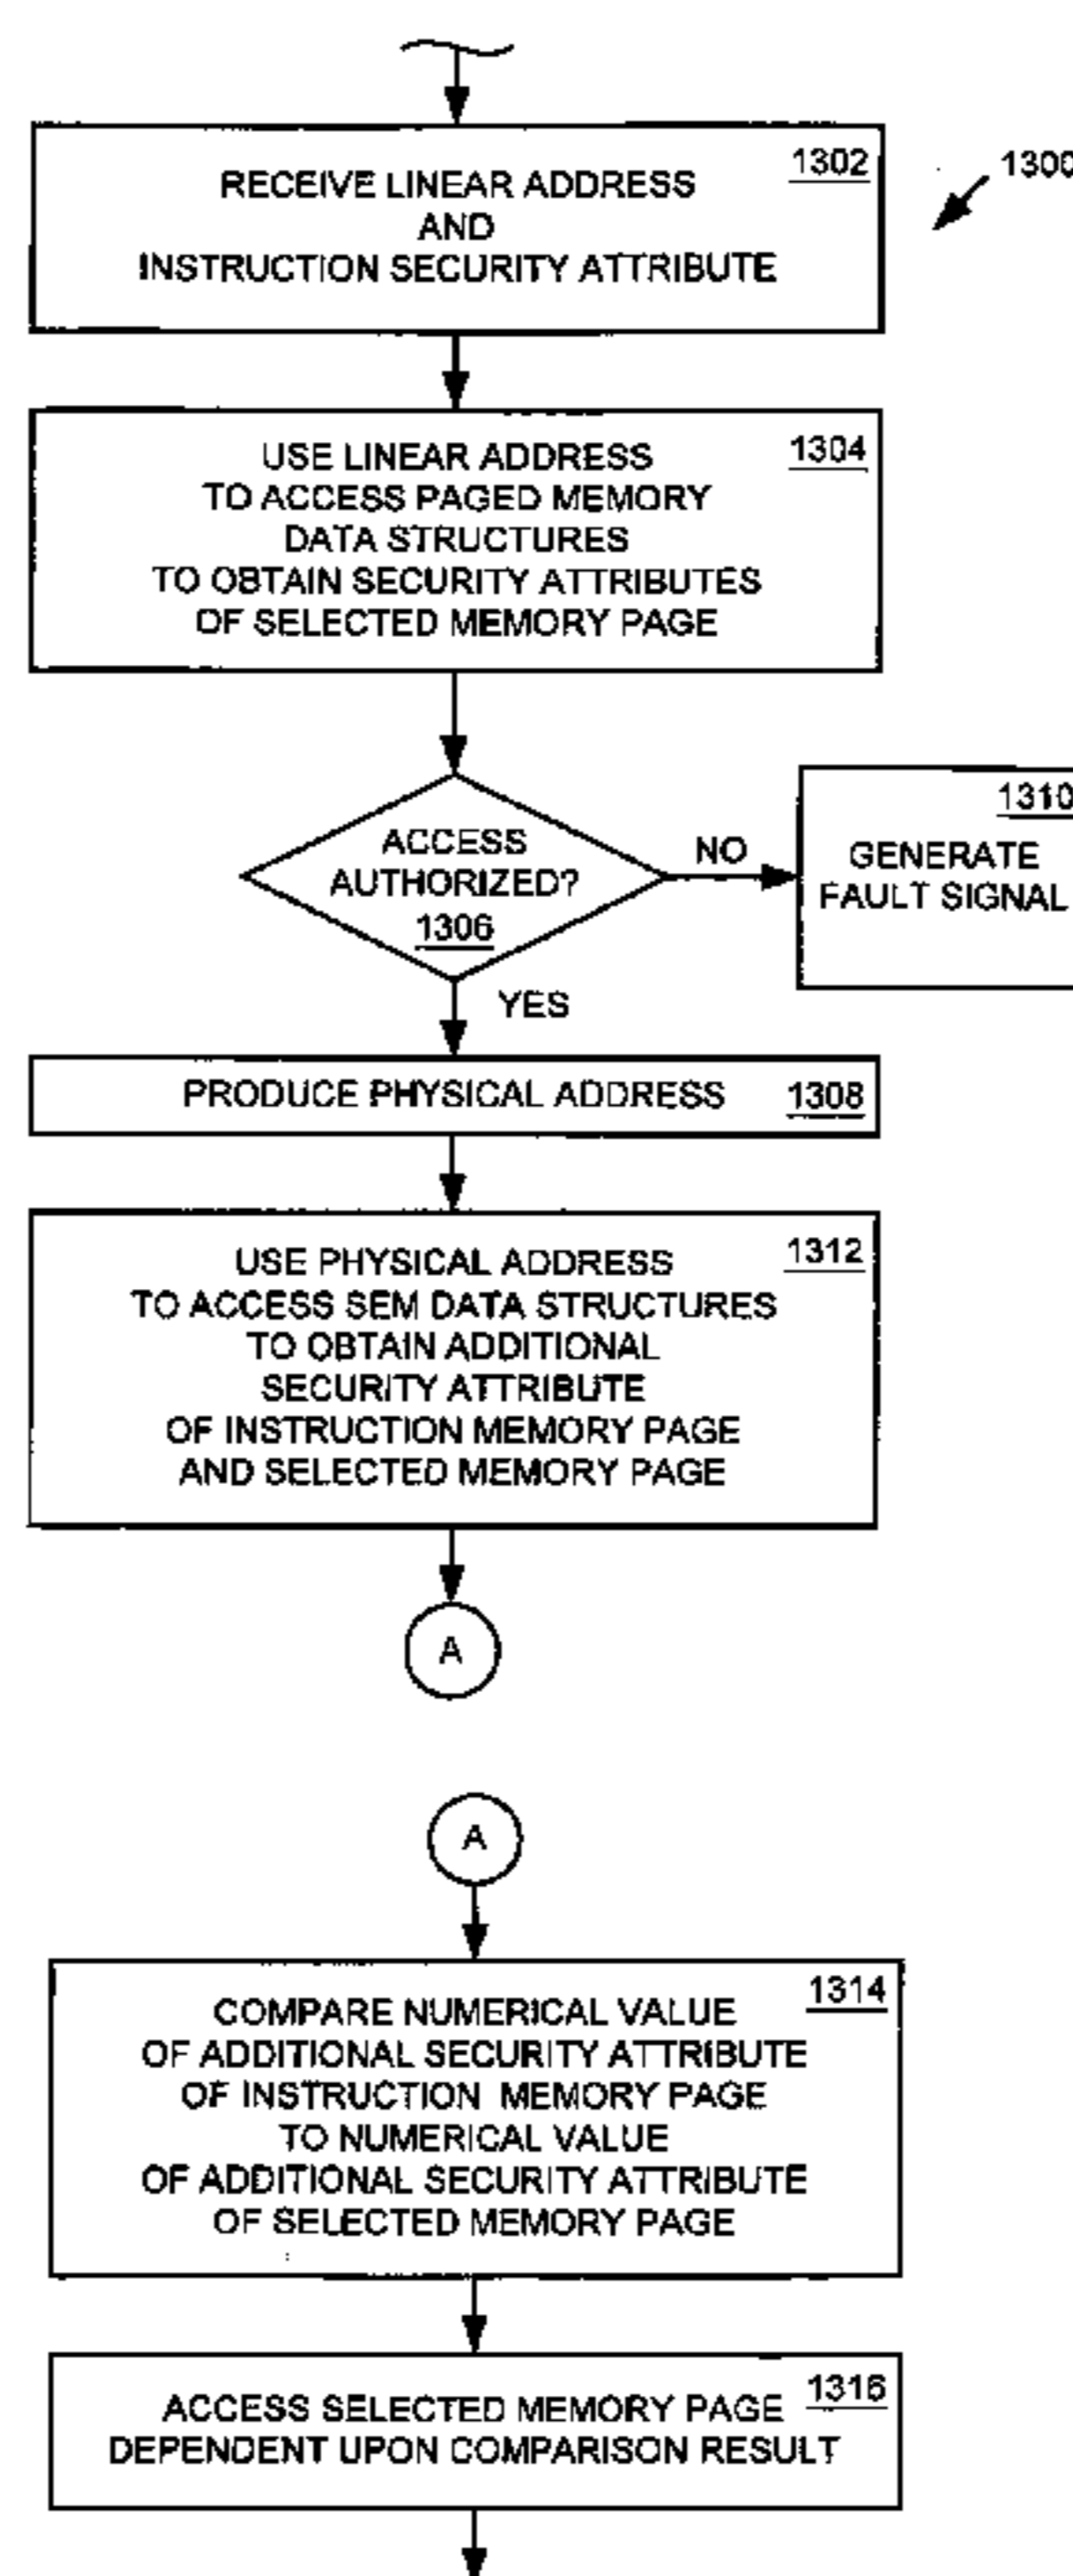 1302
1300
RECEIVE LINEAR ADDRESS
AND
INSTRUCTION SECURITY ATTRIBUTE
1304
USE LINEAR ADDRESS
TO ACCESS PAGED MEMORY
DATA STRUCTURES
TO OBTAIN SECURITY ATTRIBUTES
OF SELECTED MEMORY PAGE
ACCESS
AUTHORIZED?
1306
NO
1310
GENERATE
FAULT SIGNAL
YES
PRODUCE PHYSICAL ADDRESS 1308
1312
USE PHYSICAL ADDRESS
TO ACCESS SEM DATA STRUCTURES
TO OBTAIN ADDITIONAL
SECURITY ATTRIBUTE
OF INSTRUCTION MEMORY PAGE
AND SELECTED MEMORY PAGE
A
A
1314
COMPARE NUMERICAL VALUE
OF ADDITIONAL SECURITY ATTRIBUTE
OF INSTRUCTION MEMORY PAGE
TO NUMERICAL VALUE
OF ADDITIONAL SECURITY ATTRIBUTE
OF SELECTED MEMORY PAGE
1316
ACCESS SELECTED MEMORY PAGE
DEPENDENT UPON COMPARISON RESULT